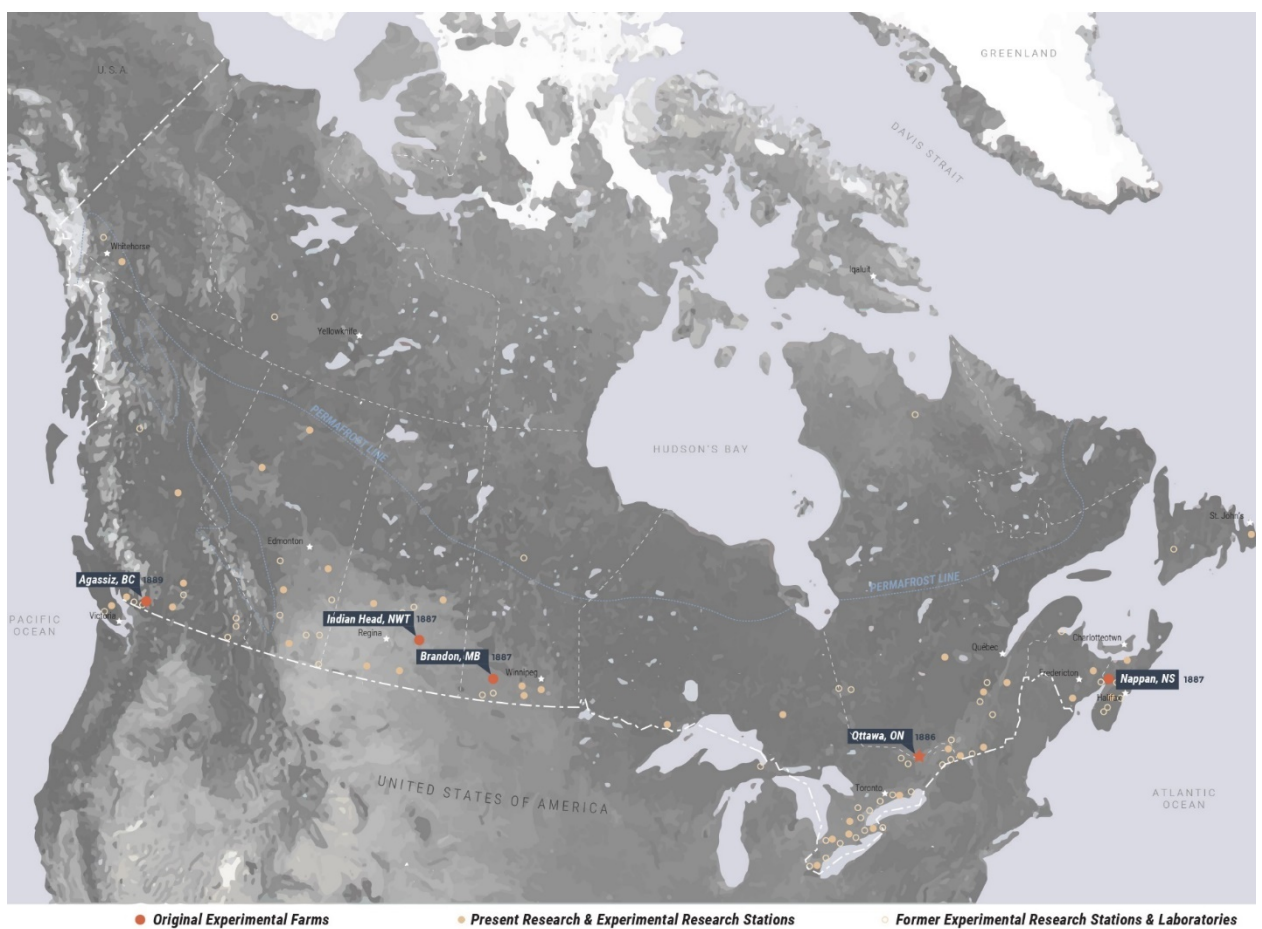 U.S.A.
GREENLAND
DAVIS STRAIT
Whitehorse
Iqaluit
Yellowknife
PERMAFROST LINE
HUDSON'S BAY
St. John's
Edmonton
Agassiz, BC 1889
PERMAFROST LINE
Victoria
PACIFIC
OCEAN
Indian Head, NWT 1887
Regina
Charlotteotwn
Québec
Brandon, MB 1887
Winnipeg
Fredericton
Nappan, NS 1887
Halifax
Ottawa, ON 1886
Toronto
UNITED STATES OF AMERICA
ATLANTIC
OCEAN
Original Experimental Farms
Present Research & Experimental Research Stations
Former Experimental Research Stations & Laboratories